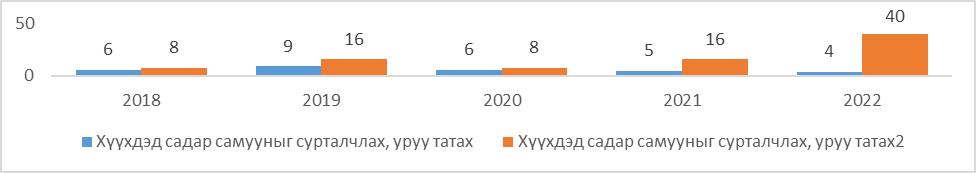 50
0
6 8 9 16 6 8 5 16 4 40
2018 2019 2020 2021 2022
Хүүхдэд садар самууныг сурталчлах, уруу татах Хүүхдэд садар самууныг сурталчлах, уруу татах2